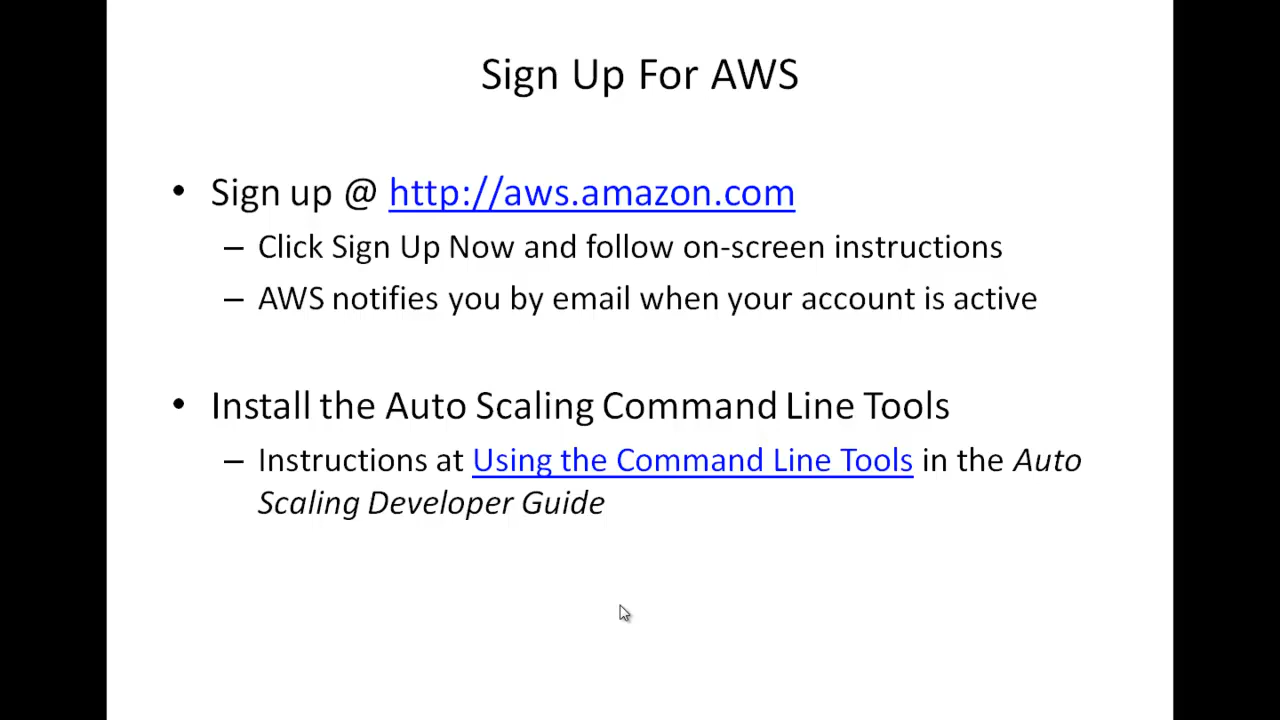 Sign Up For AWS
• Sign up @ http://aws.amazon.com
– Click Sign Up Now and follow on-screen instructions
– AWS notifies you by email when your account is active
• Install the Auto Scaling Command Line Tools
– Instructions at Using the Command Line Tools in the Auto
Scaling Developer Guide